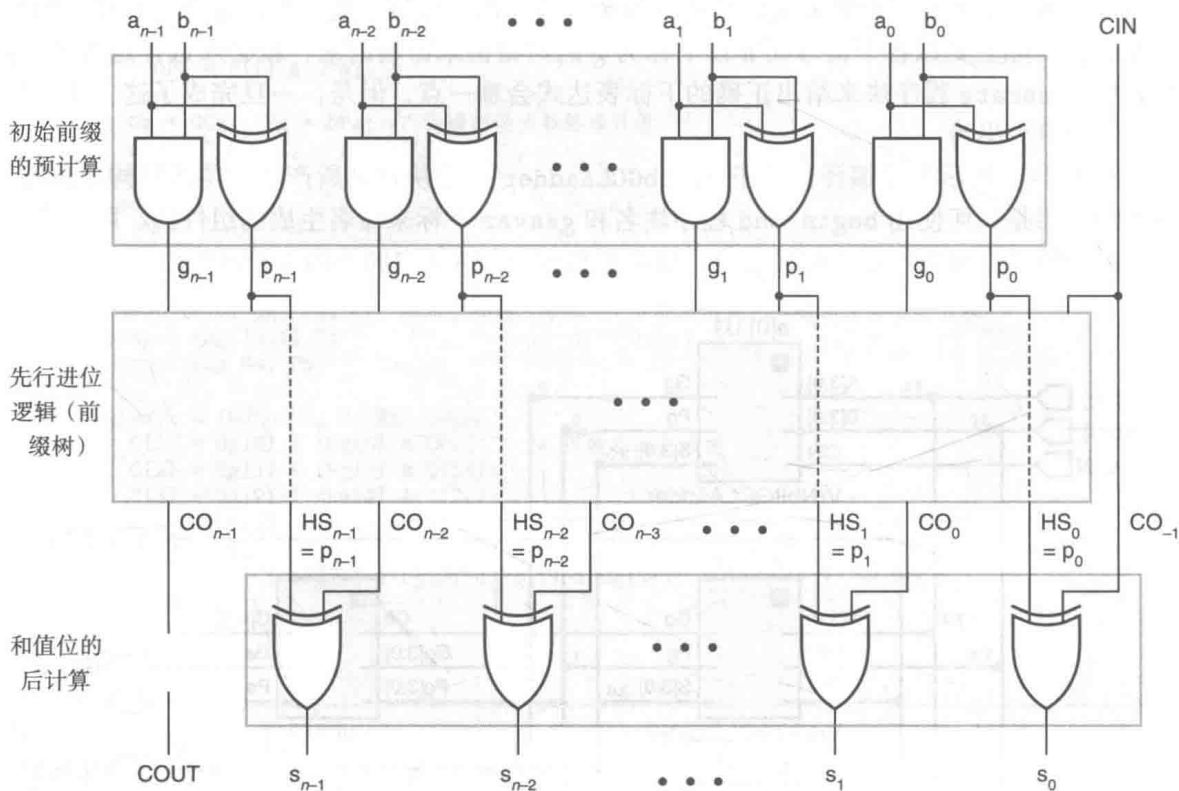 a_{n-1} b_{n-1} a_{n-2} b_{n-2} • • • a_1 b_1 a_0 b_0 CIN
初始前缀
的预计算
• • •
g_{n-1} p_{n-1} g_{n-2} p_{n-2} • • • g_1 p_1 g_0 p_0
先行进位
逻辑(前
缀树)
• • •
CO_{n-1} HS_{n-1} CO_{n-2} HS_{n-2} CO_{n-3} • • • HS_1 CO_0 HS_0 CO_{-1}
= p_{n-1} = p_{n-2} = p_1 = p_0
和值位的
后计算
• • •
COUT s_{n-1} s_{n-2} • • • s_1 s_0